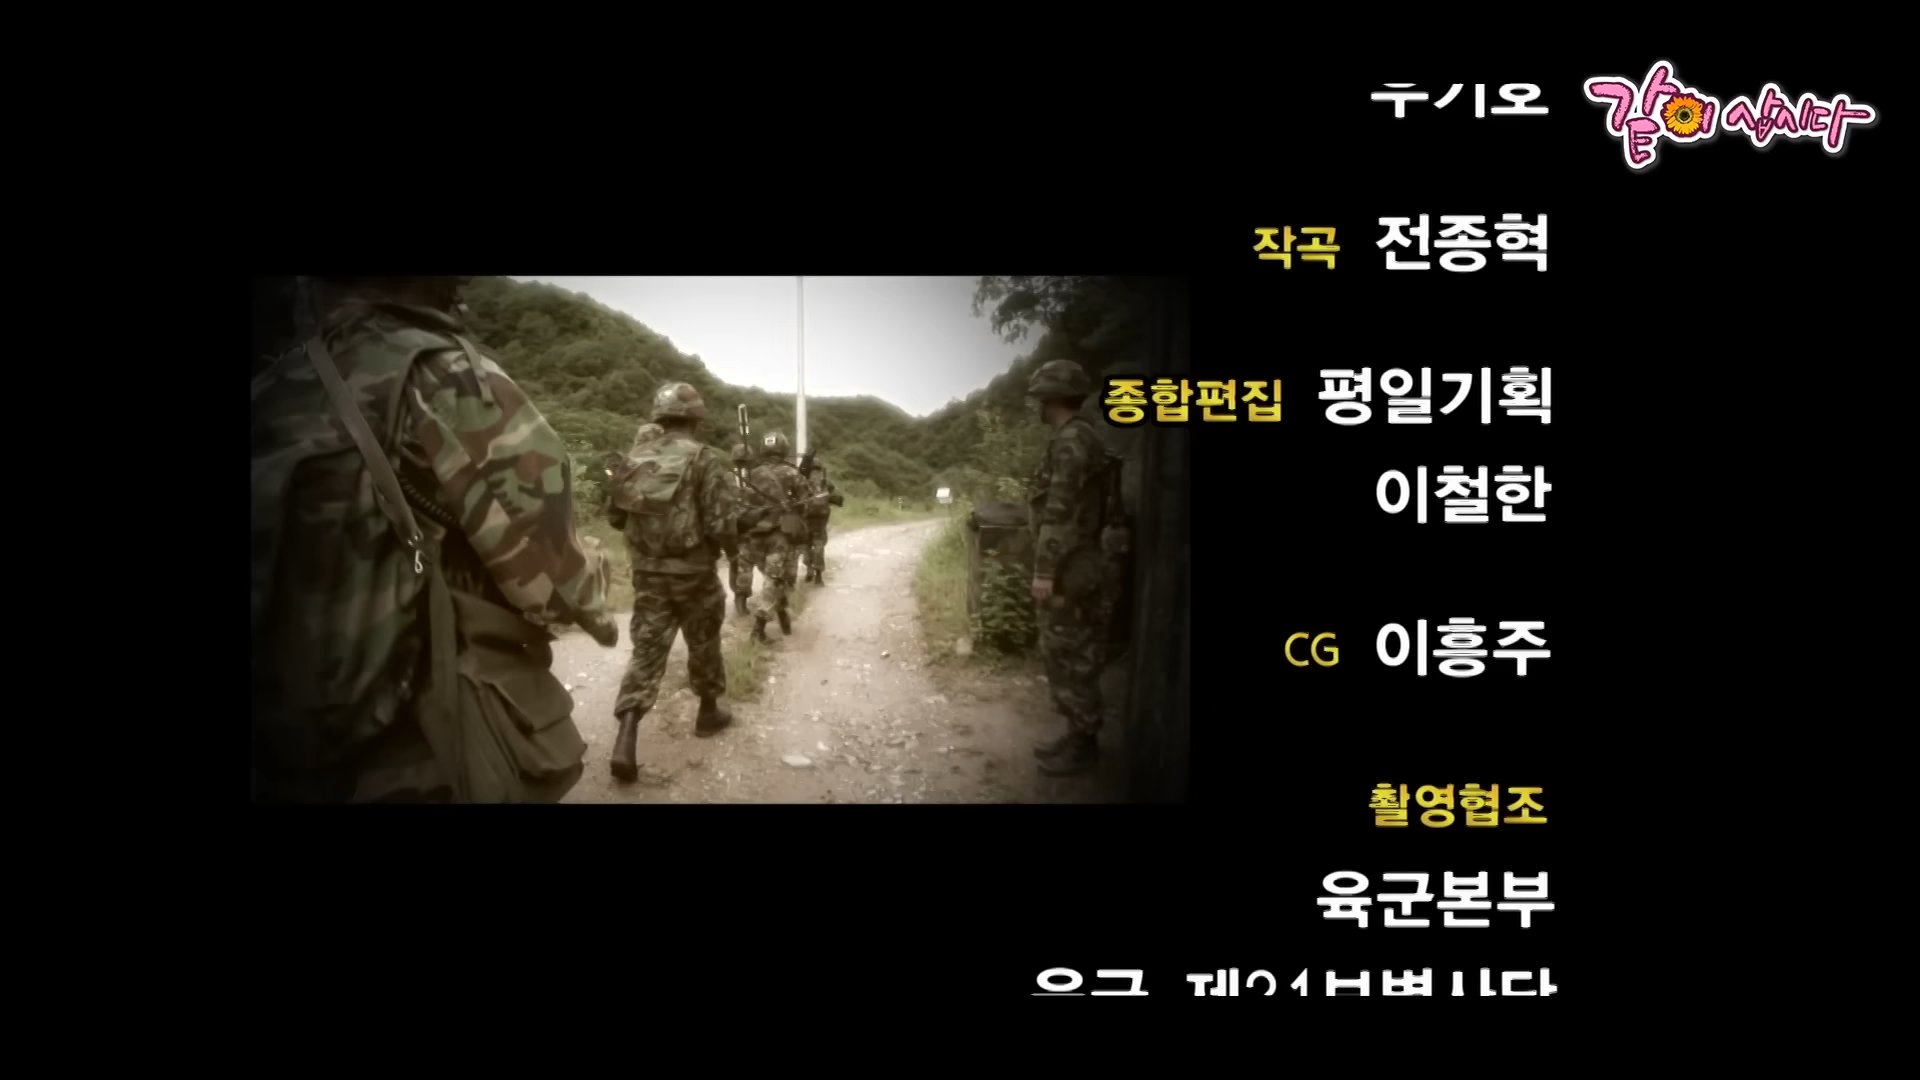 같이 삽시다
작곡 전종혁
종합편집 평일기획
이철한
CG 이흥주
촬영협조
육군본부